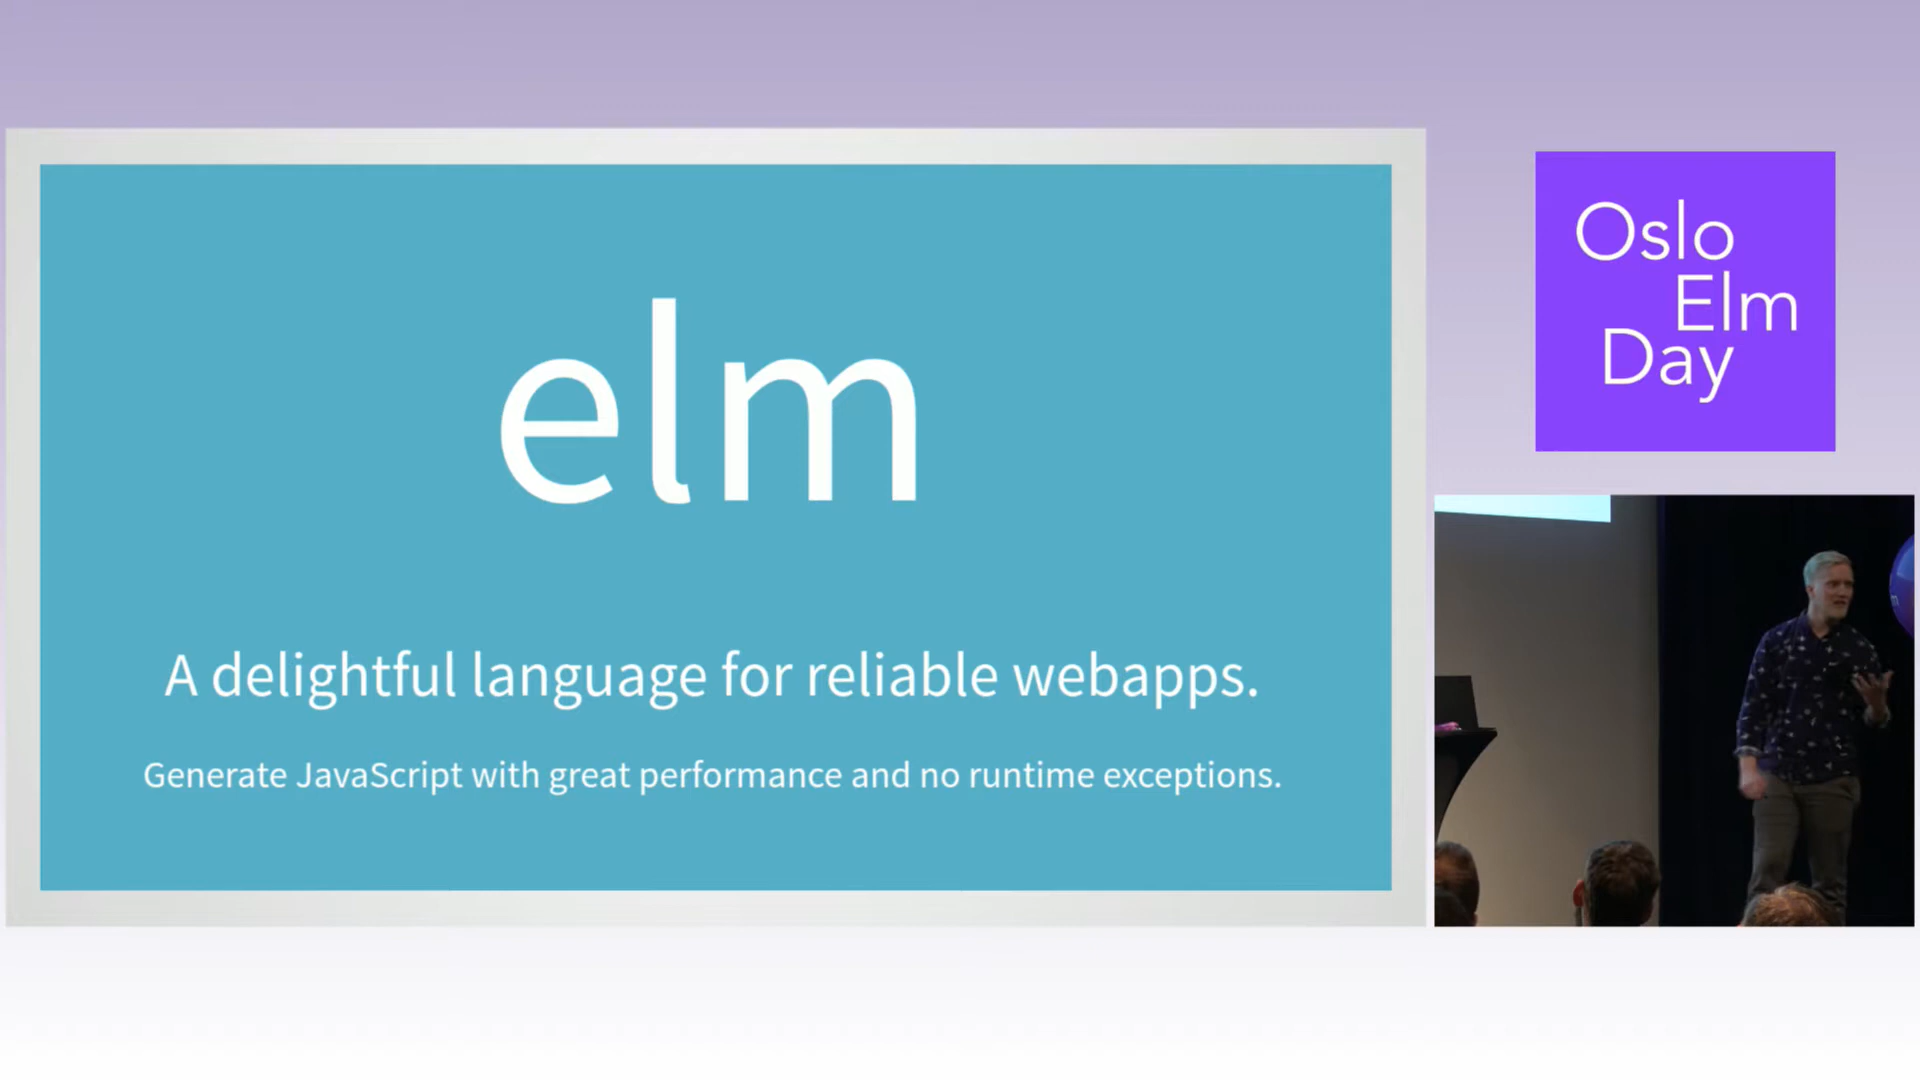 elm
A delightful language for reliable webapps.
Generate JavaScript with great performance and no runtime exceptions.
Oslo
Elm
Day